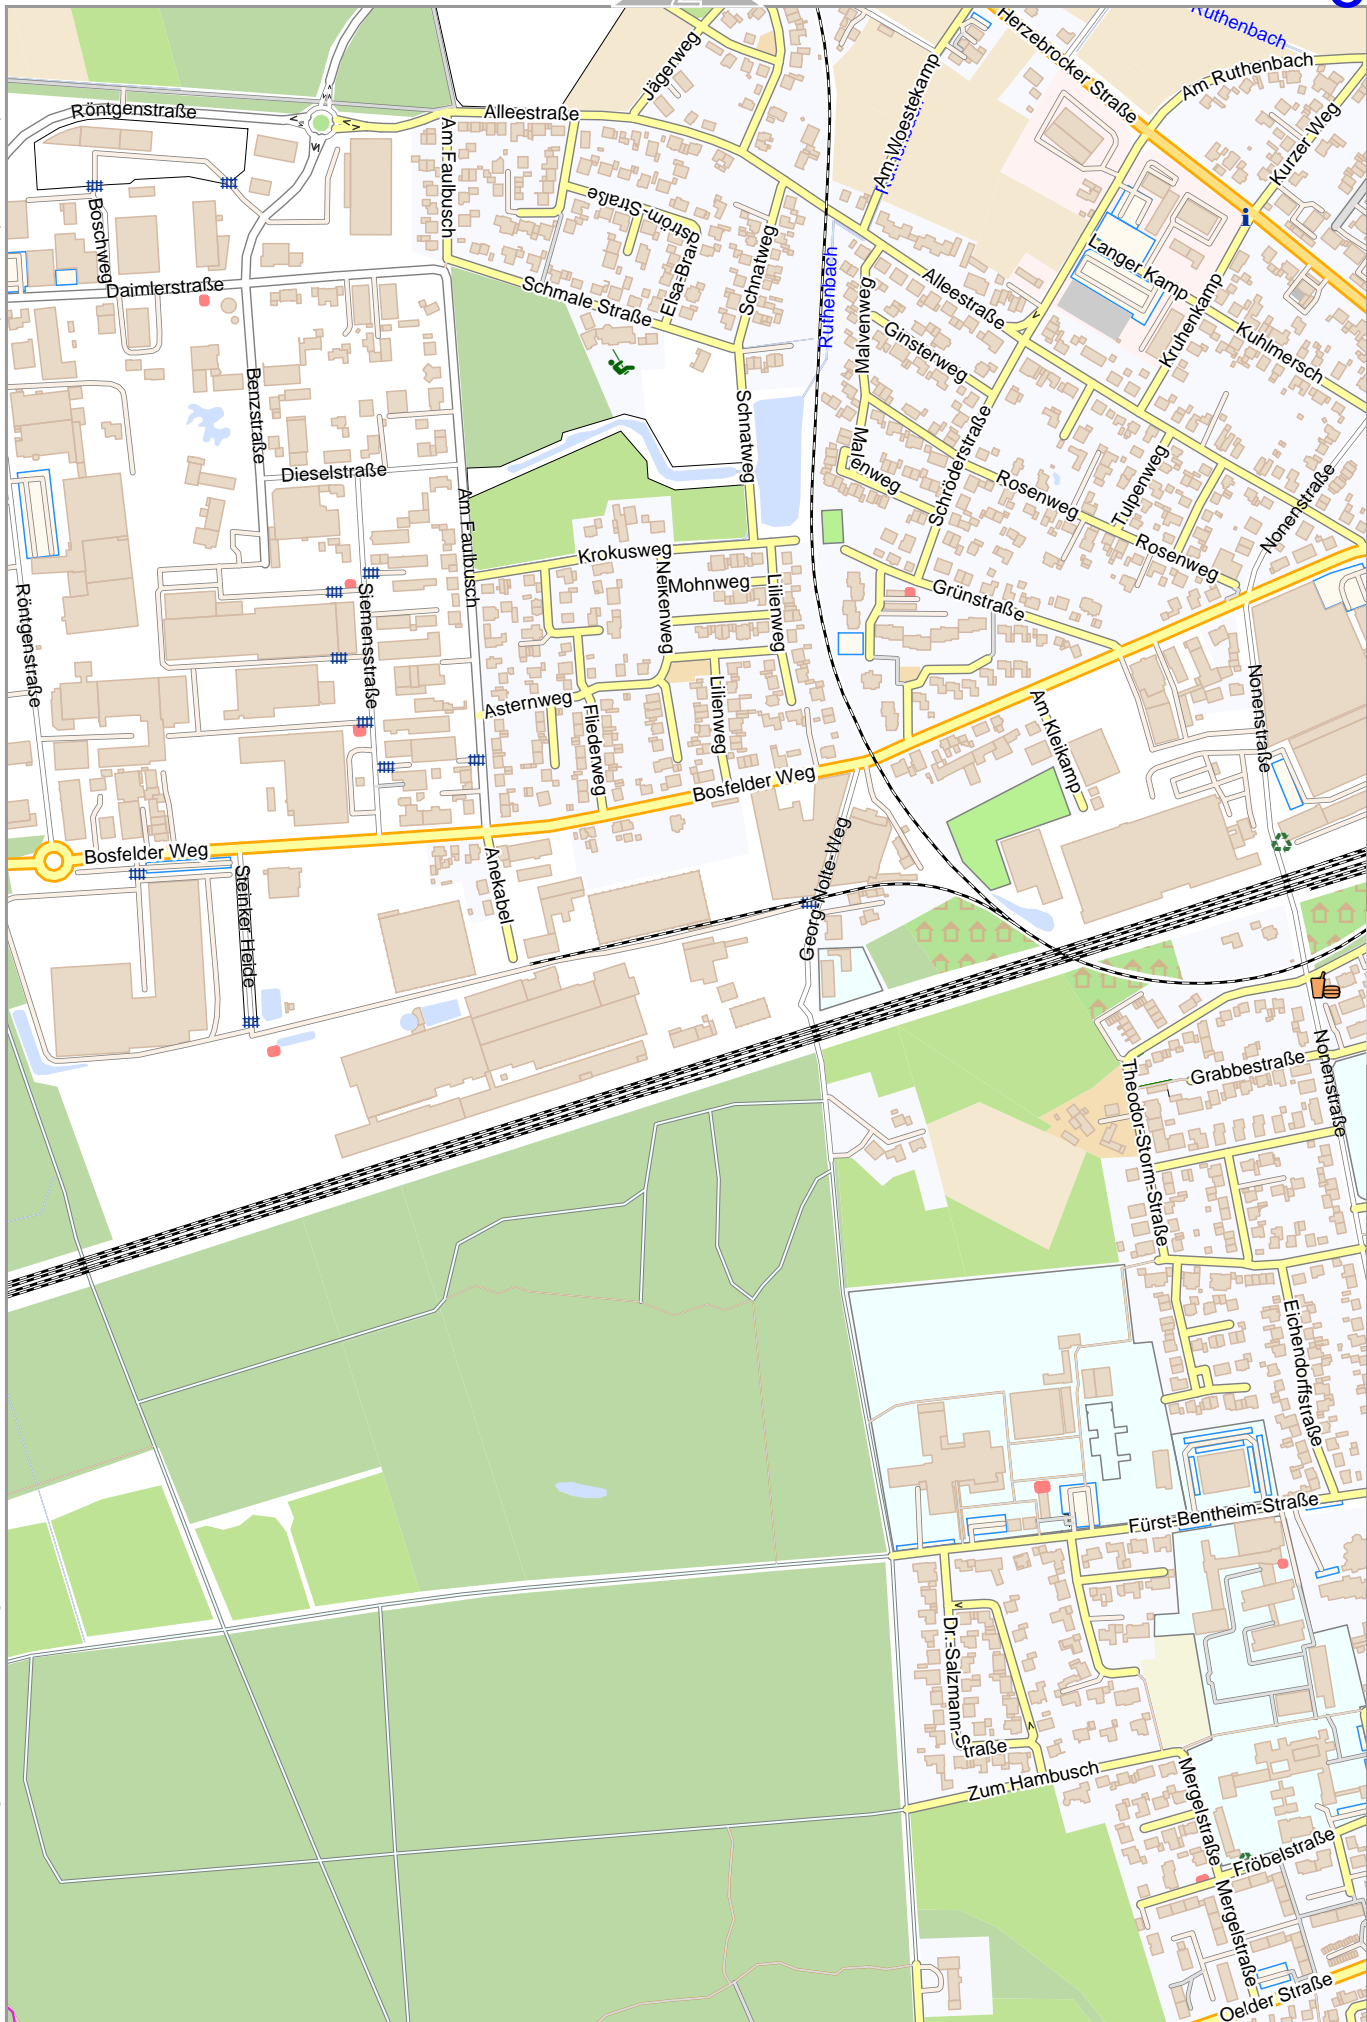 Ruthenbach
Herzebrocker Straße
Am Ruthenbach
Jägerweg
Röntgenstraße
Alleestraße
Am Woestekamp
Kurzer Weg
Am Faulbusch
Boschweg
Langer Kamp
Schnatweg
Schmale Straße
Daimlerstraße
Ruthenbach
Malvenweg
Alleestraße
Kruhenkamp
Kuhlmersch
Ginsterweg
Benzstraße
Schnatweg
Schröderstraße
Dieselstraße
Rosenweg
Tulpenweg
Nonenstraße
Am Faulbusch
Krokusweg
Rosenweg
Mohnweg
Nelkenweg
Lilienweg
Grünstraße
Röntgenstraße
Siemensstraße
Asternweg
Fliederweg
Lilienweg
Am Kleikamp
Nonenstraße
Bosfelder Weg
Bosfelder Weg
Georg-Nolte-Weg
Anekabel
Steinker Heide
Nonenstraße
Grabbestraße
Theodor-Storm-Straße
Eichendorffstraße
Fürst-Bentheim-Straße
Dr.-Salzmann-Straße
Zum Hambusch
Mergelstraße
Fröbelstraße
Mergelstraße
Oelder Straße